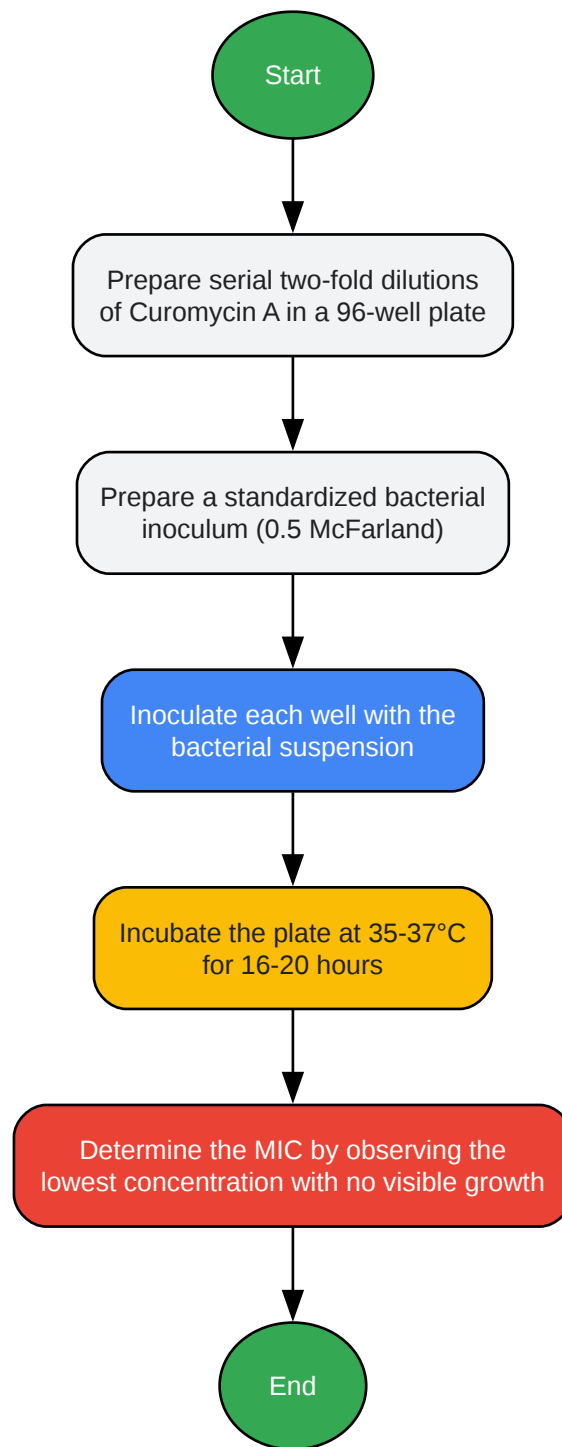 Start
Prepare serial two-fold dilutions
of Curomycin A in a 96-well plate
Prepare a standardized bacterial
inoculum (0.5 McFarland)
Inoculate each well with the
bacterial suspension
Incubate the plate at 35-37°C
for 16-20 hours
Determine the MIC by observing the
lowest concentration with no visible growth
End